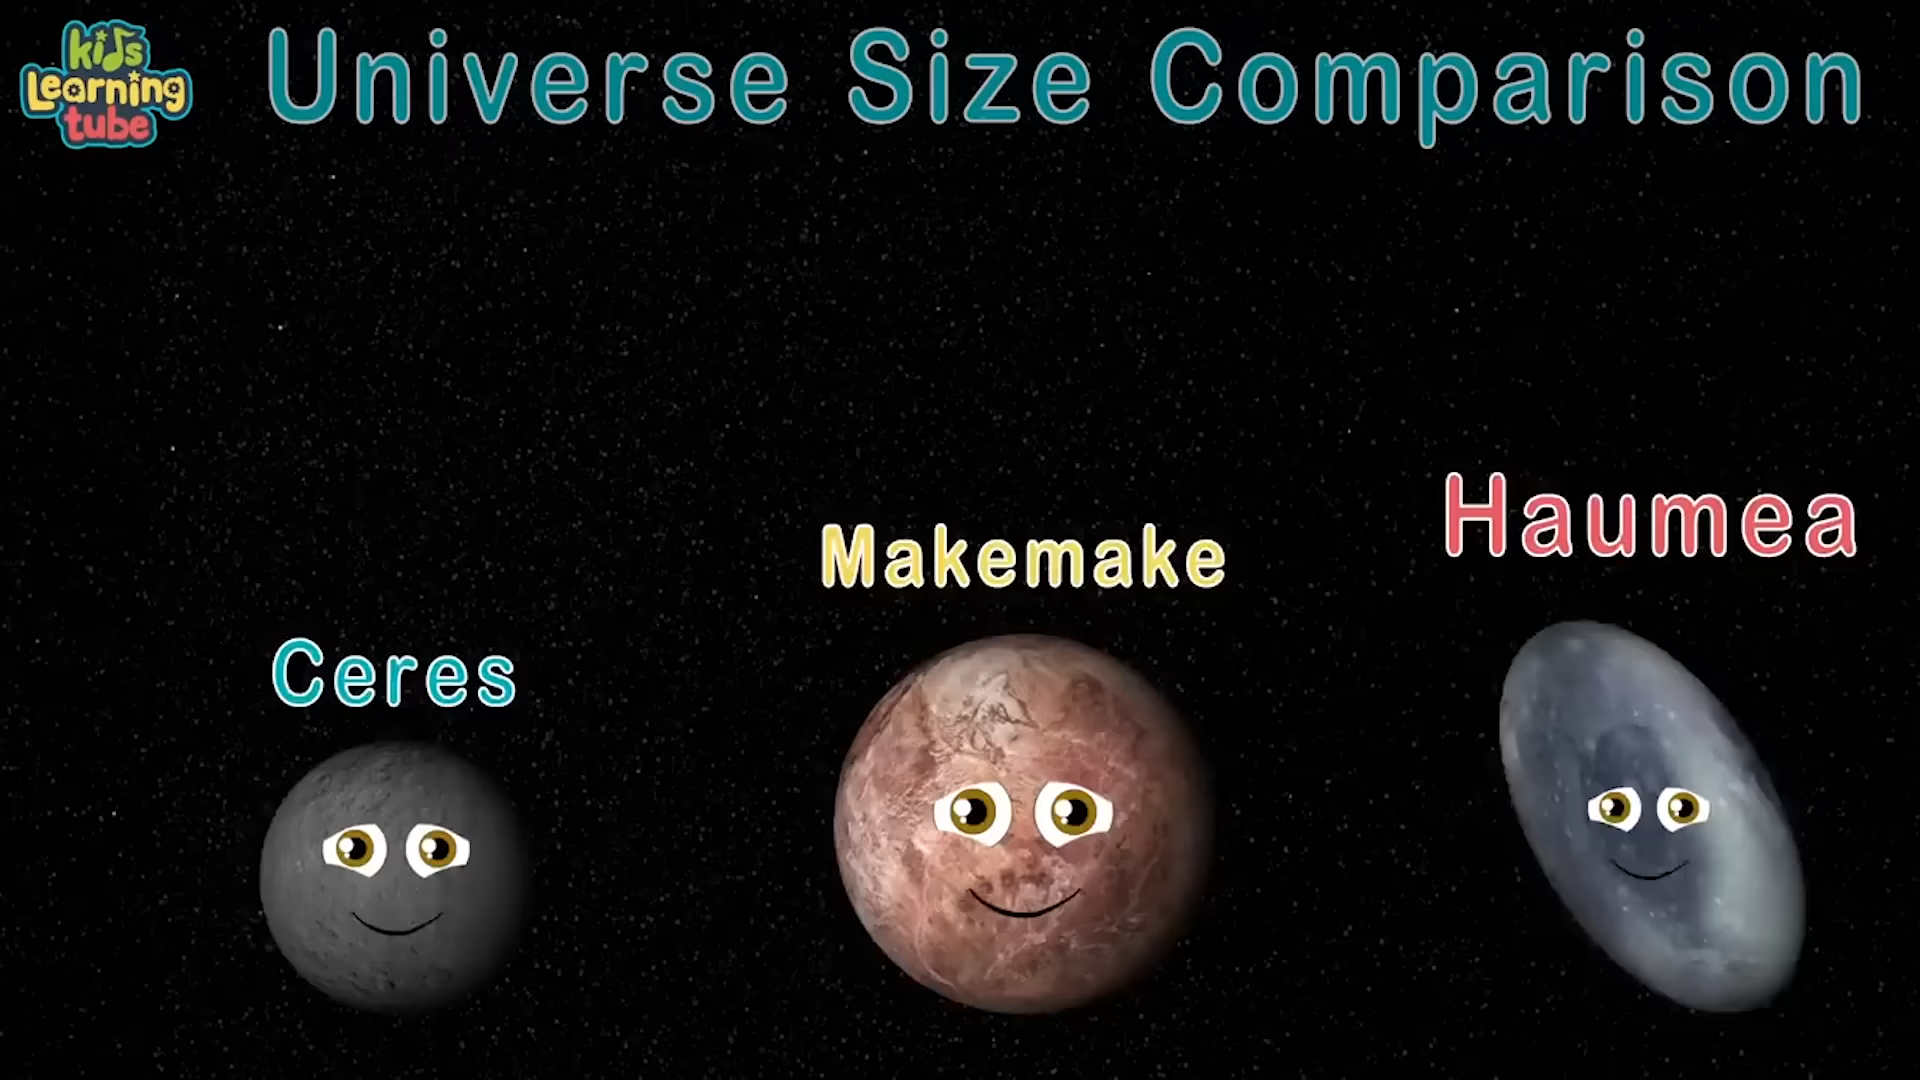 kids
Learning
tube
Universe Size Comparison
Haumea
Makemake
Ceres